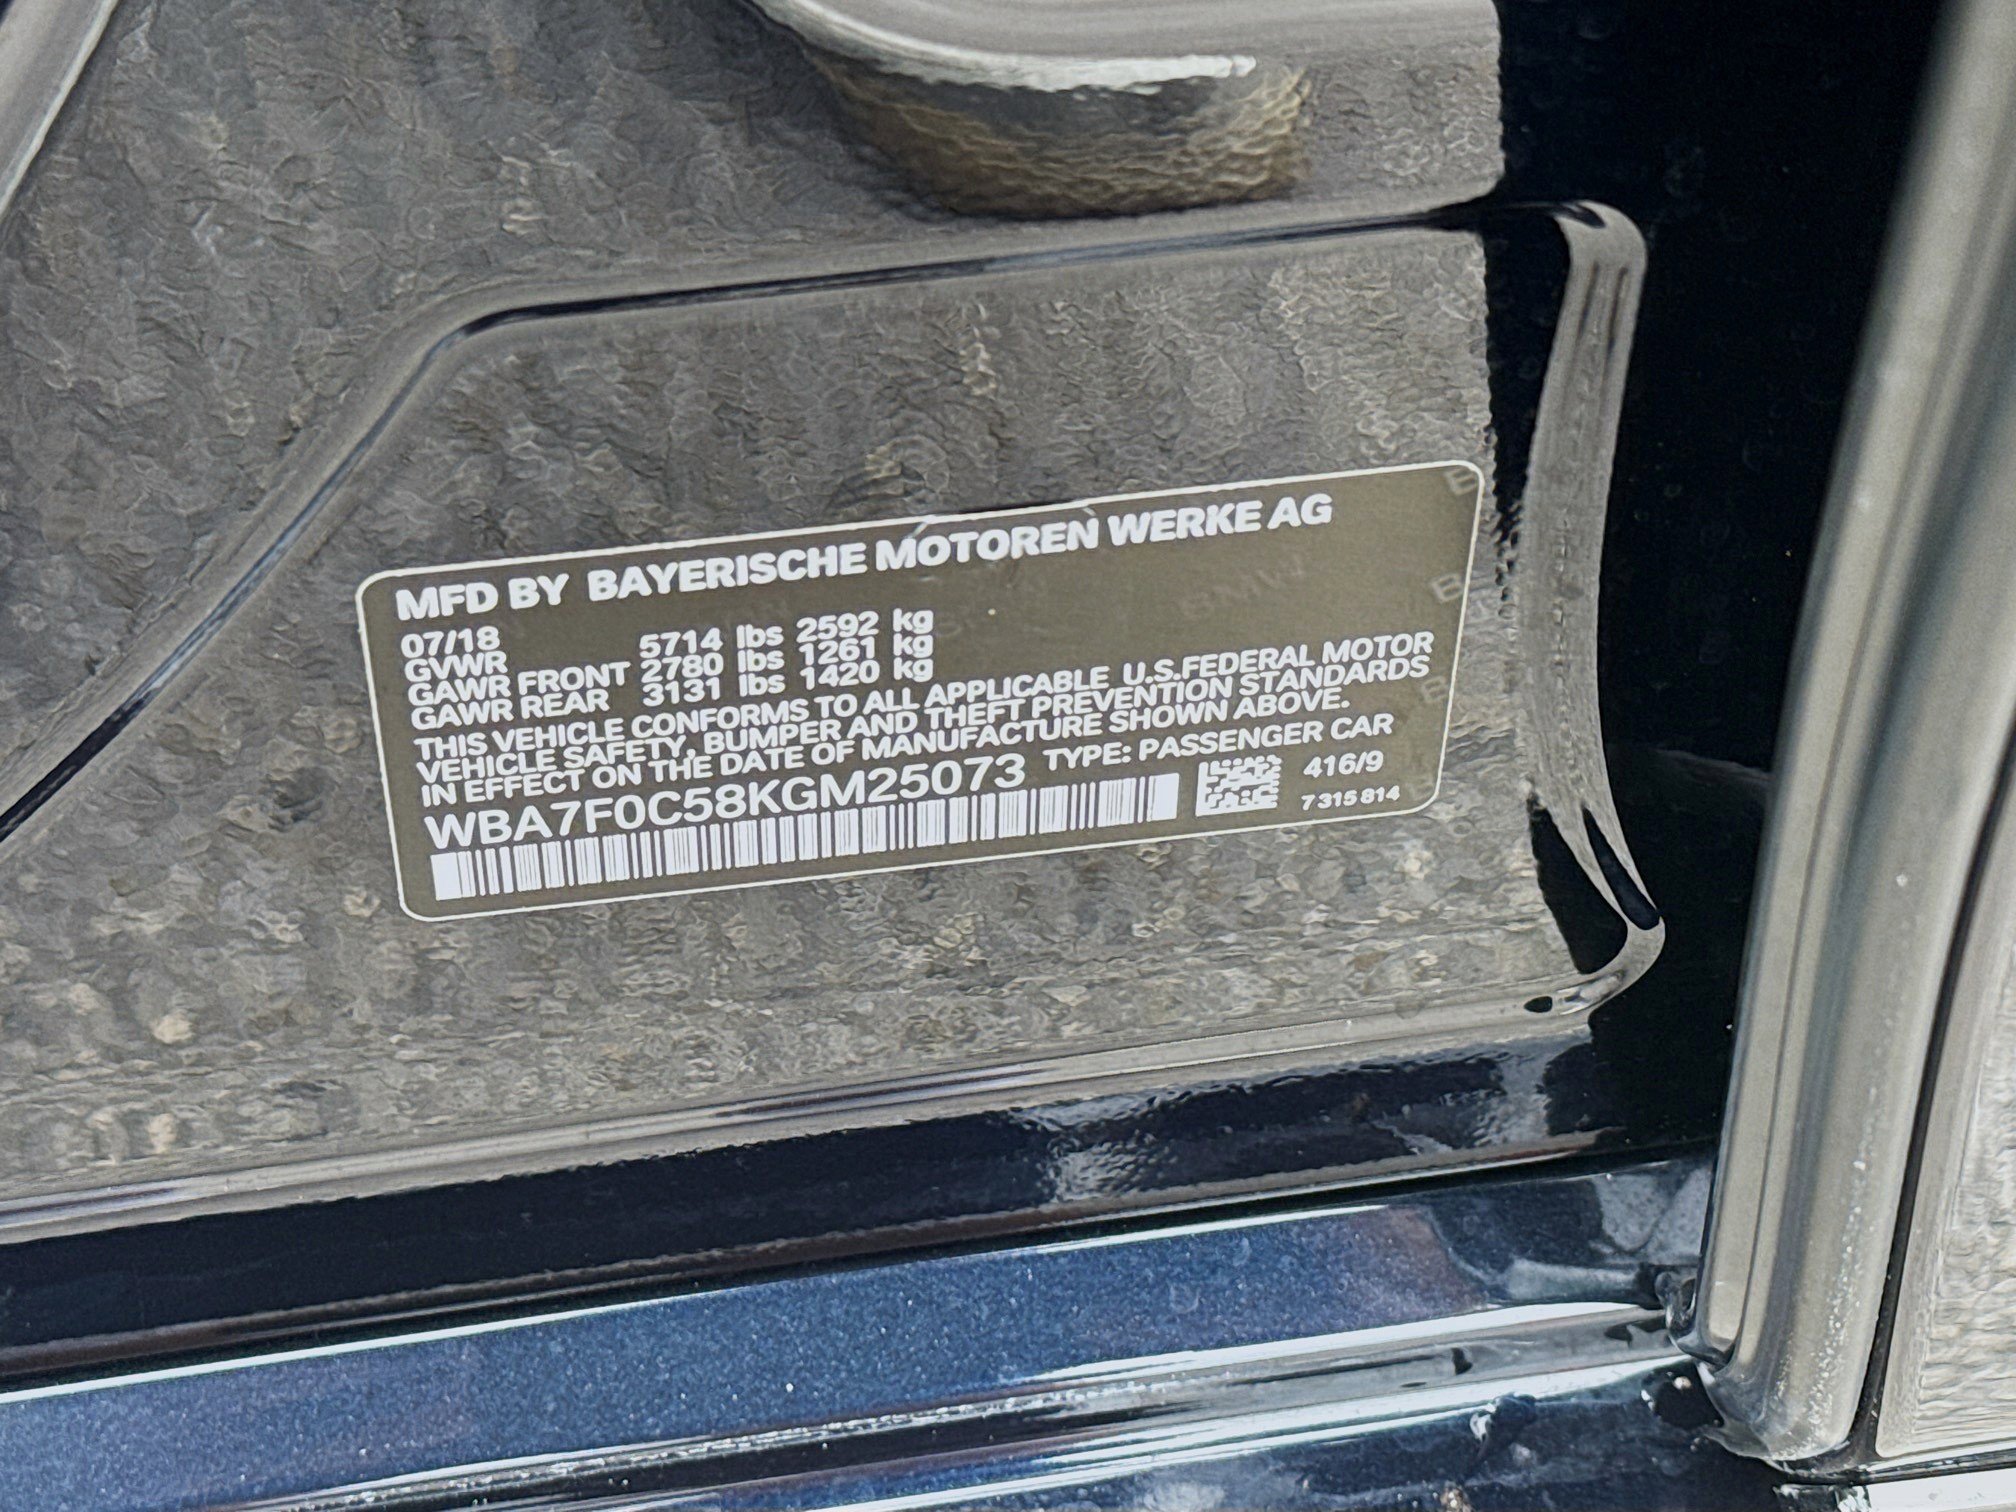 MFD BY BAYERISCHE MOTOREN WERKE AG
07/18
GVWR 5714 lbs 2592 kg
GAWR FRONT 2780 lbs 1261 kg
GAWR REAR 3131 lbs 1420 kg
THIS VEHICLE CONFORMS TO ALL APPLICABLE U.S.FEDERAL MOTOR
VEHICLE SAFETY, BUMPER AND THEFT PREVENTION STANDARDS
IN EFFECT ON THE DATE OF MANUFACTURE SHOWN ABOVE.
WBA7F0C58KGM25073 TYPE: PASSENGER CAR
416/9
7 315 814